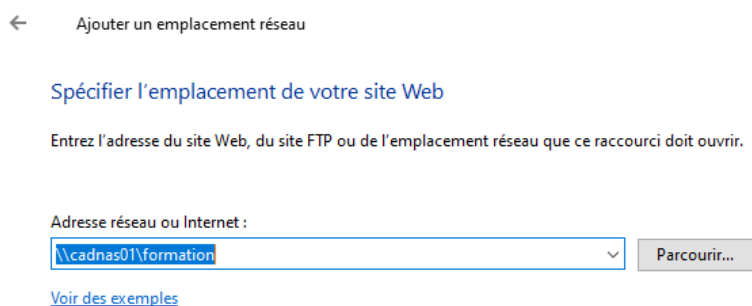 Ajouter un emplacement réseau
Spécifier l'emplacement de votre site Web
Entrez l'adresse du site Web, du site FTP ou de l'emplacement réseau que ce raccourci doit ouvrir.
Adresse réseau ou Internet :
\\cadnas01\formation
Parcourir...
Voir des exemples